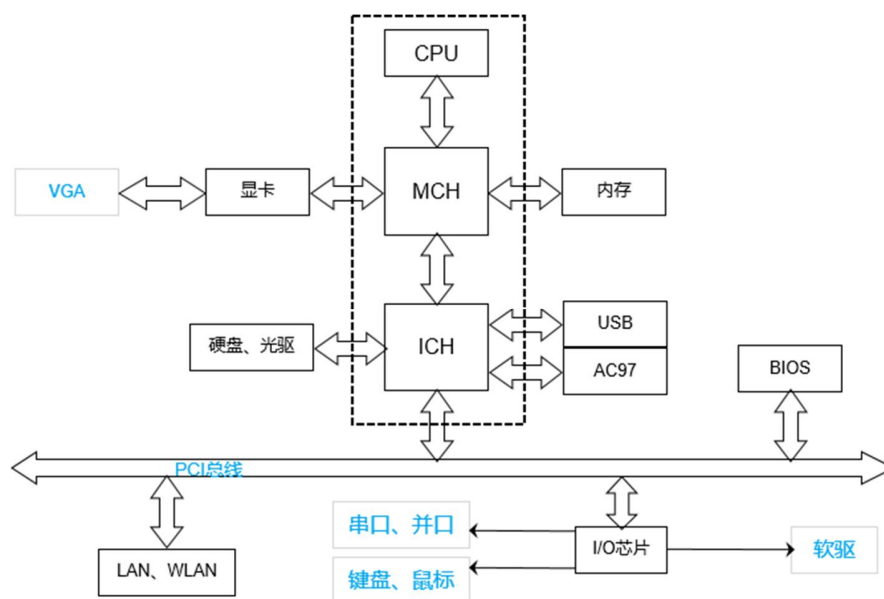 CPU
VGA
显卡
MCH
内存
硬盘、光驱
ICH
USB
AC97
BIOS
PCI总线
串口、并口
I/O芯片
软驱
LAN、WLAN
键盘、鼠标